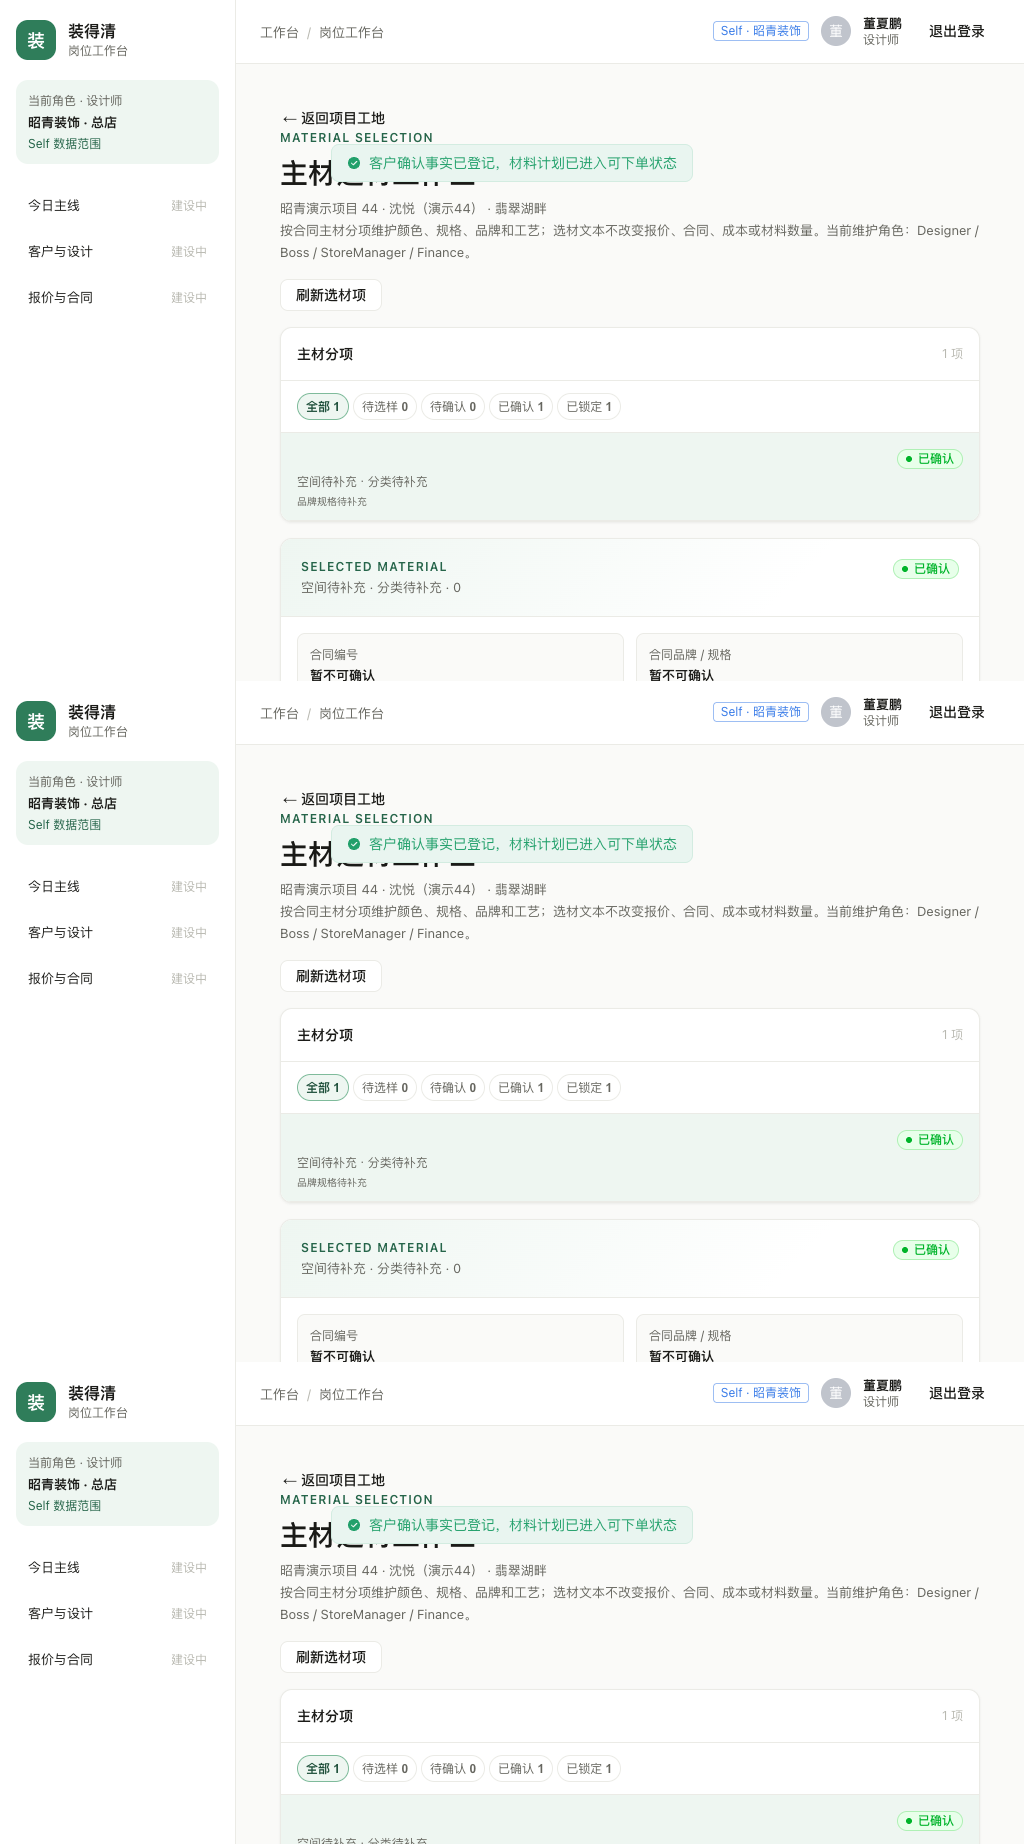 装 装得清
岗位工作台
当前角色 · 设计师
昭青装饰 · 总店
Self 数据范围
今日主线 建设中
客户与设计 建设中
报价与合同 建设中
工作台 / 岗位工作台
Self · 昭青装饰
董 董夏鹏
设计师
退出登录
← 返回项目工地
MATERIAL SELECTION
客户确认事实已登记，材料计划已进入可下单状态
主材
昭青演示项目 44 · 沈悦（演示44） · 翡翠湖畔
按合同主材分项维护颜色、规格、品牌和工艺；选材文本不改变报价、合同、成本或材料数量。当前维护角色：Designer /
Boss / StoreManager / Finance。
刷新选材项
主材分项 1 项
全部 1 待选样 0 待确认 0 已确认 1 已锁定 1
已确认
空间待补充 · 分类待补充
品牌规格待补充
SELECTED MATERIAL
空间待补充 · 分类待补充 · 0
已确认
合同编号
暂不可确认
合同品牌 / 规格
暂不可确认
装 装得清
岗位工作台
当前角色 · 设计师
昭青装饰 · 总店
Self 数据范围
今日主线 建设中
客户与设计 建设中
报价与合同 建设中
工作台 / 岗位工作台
Self · 昭青装饰
董 董夏鹏
设计师
退出登录
← 返回项目工地
MATERIAL SELECTION
客户确认事实已登记，材料计划已进入可下单状态
主材
昭青演示项目 44 · 沈悦（演示44） · 翡翠湖畔
按合同主材分项维护颜色、规格、品牌和工艺；选材文本不改变报价、合同、成本或材料数量。当前维护角色：Designer /
Boss / StoreManager / Finance。
刷新选材项
主材分项 1 项
全部 1 待选样 0 待确认 0 已确认 1 已锁定 1
已确认
空间待补充 · 分类待补充
品牌规格待补充
SELECTED MATERIAL
空间待补充 · 分类待补充 · 0
已确认
合同编号
暂不可确认
合同品牌 / 规格
暂不可确认
装 装得清
岗位工作台
当前角色 · 设计师
昭青装饰 · 总店
Self 数据范围
今日主线 建设中
客户与设计 建设中
报价与合同 建设中
工作台 / 岗位工作台
Self · 昭青装饰
董 董夏鹏
设计师
退出登录
← 返回项目工地
MATERIAL SELECTION
客户确认事实已登记，材料计划已进入可下单状态
主材
昭青演示项目 44 · 沈悦（演示44） · 翡翠湖畔
按合同主材分项维护颜色、规格、品牌和工艺；选材文本不改变报价、合同、成本或材料数量。当前维护角色：Designer /
Boss / StoreManager / Finance。
刷新选材项
主材分项 1 项
全部 1 待选样 0 待确认 0 已确认 1 已锁定 1
已确认
空间待补充 · 分类待补充